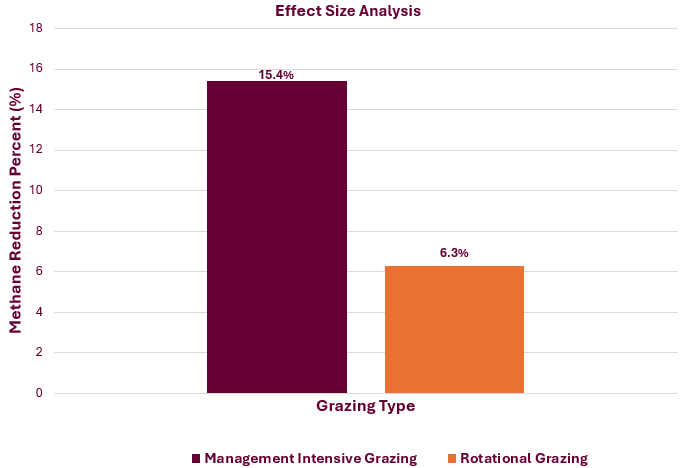 Effect Size Analysis
Methane Reduction Percent (%)
18
16
14
12
10
8
6
4
2
0
15.4%
6.3%
Grazing Type
Management Intensive Grazing
Rotational Grazing